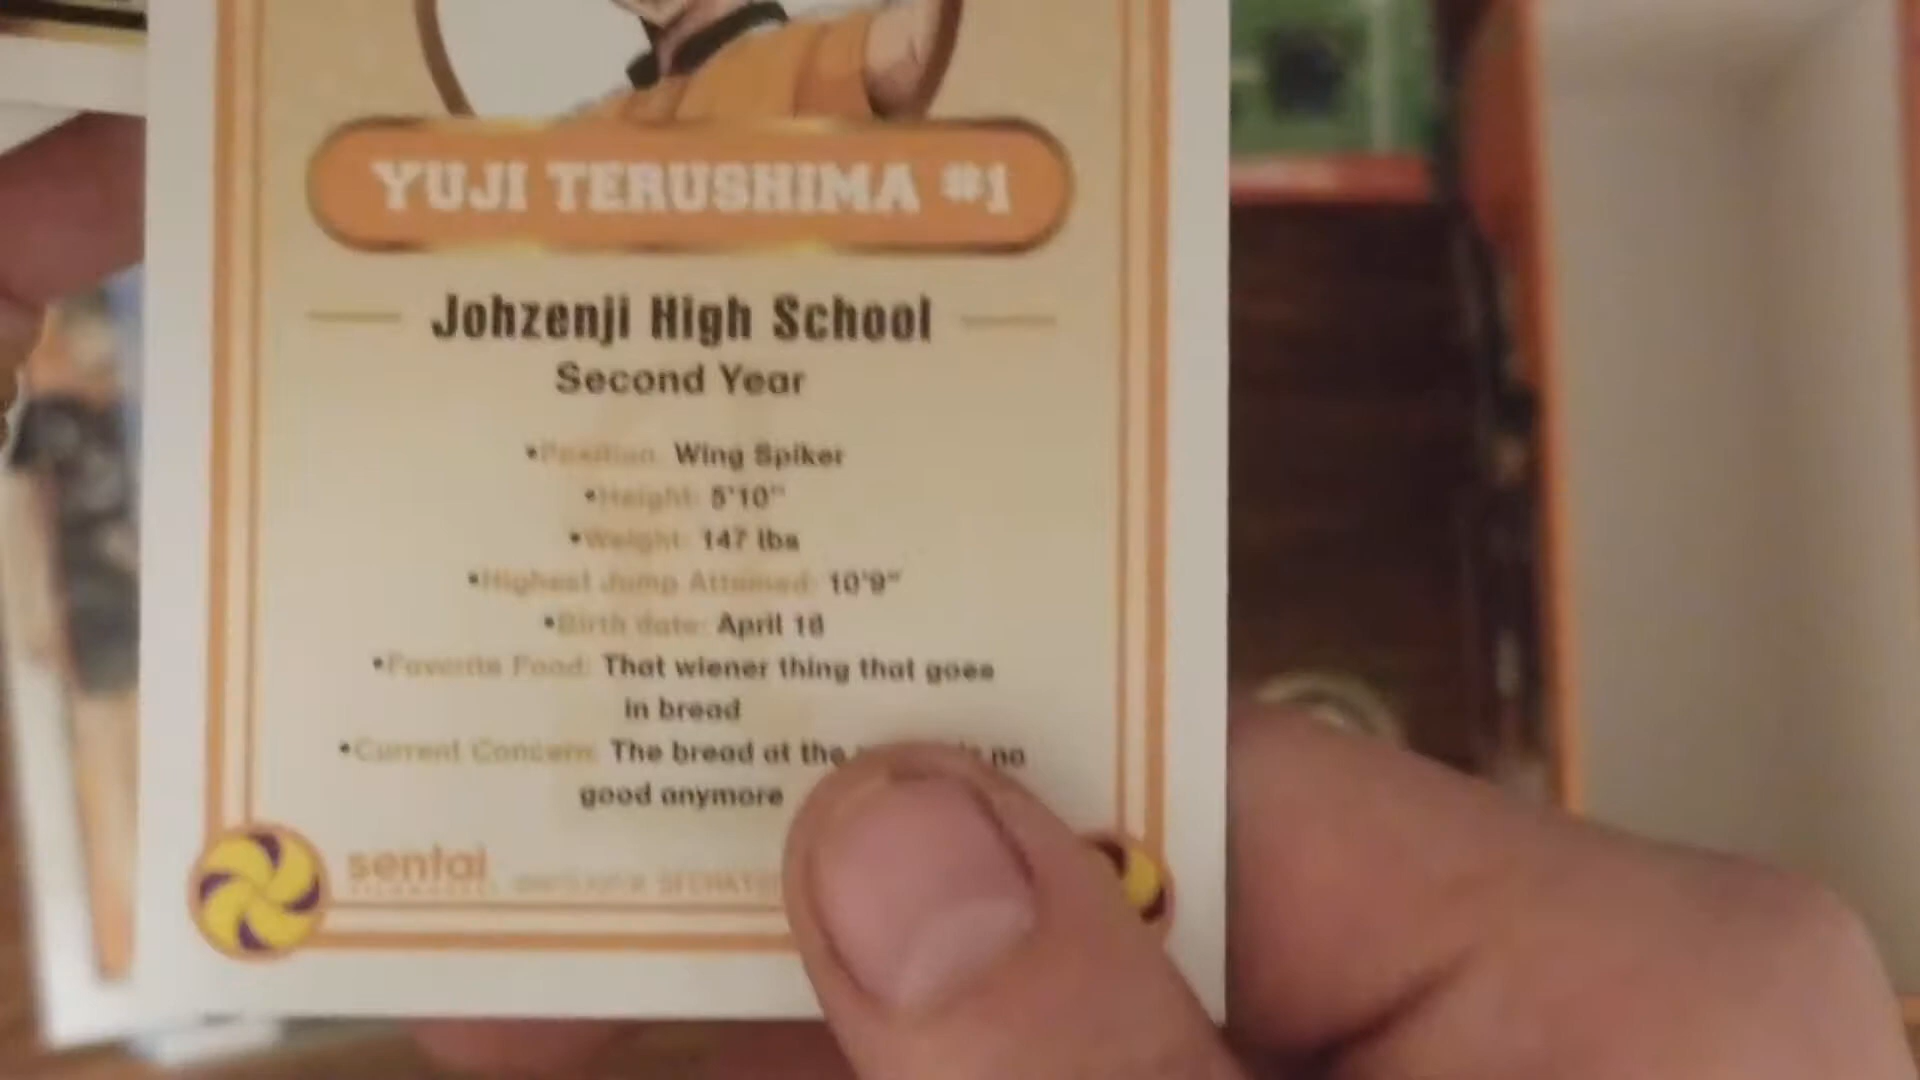 YUJI TERUSHIMA #1
Johzenji High School
Second Year
•Position: Wing Spiker
•Height: 5'10"
•Weight: 147 lbs
•Highest Jump Attained: 10'9"
•Birth date: April 18
•Favorite Food: That wiener thing that goes
in bread
•Current Concern: The bread at the no
good anymore
sentai